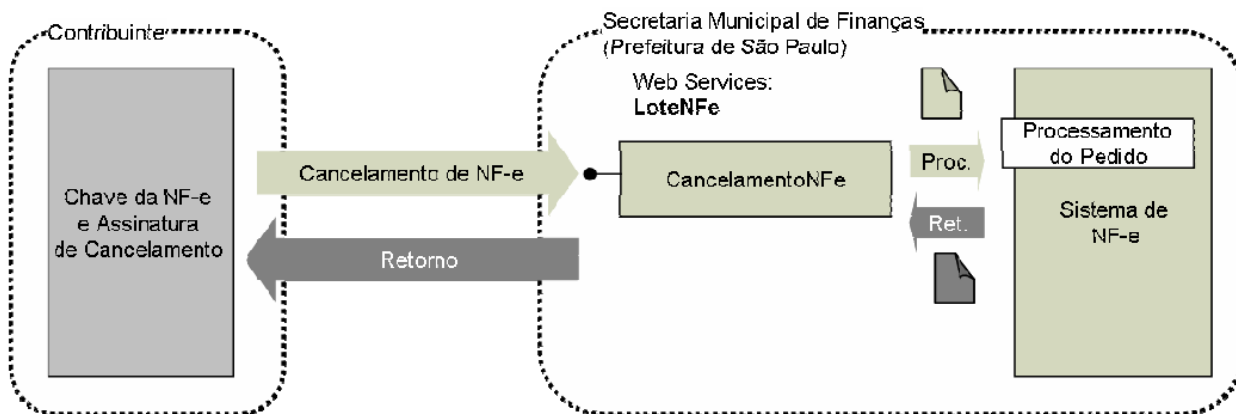 Contribuinte
Chave da NF-e
e Assinatura
de Cancelamento
Cancelamento de NF-e
Retorno
Secretaria Municipal de Finanças
(Prefeitura de São Paulo)
Web Services:
LoteNFe
CancelamentoNFe
Proc.
Ret.
Processamento
do Pedido
Sistema de
NF-e